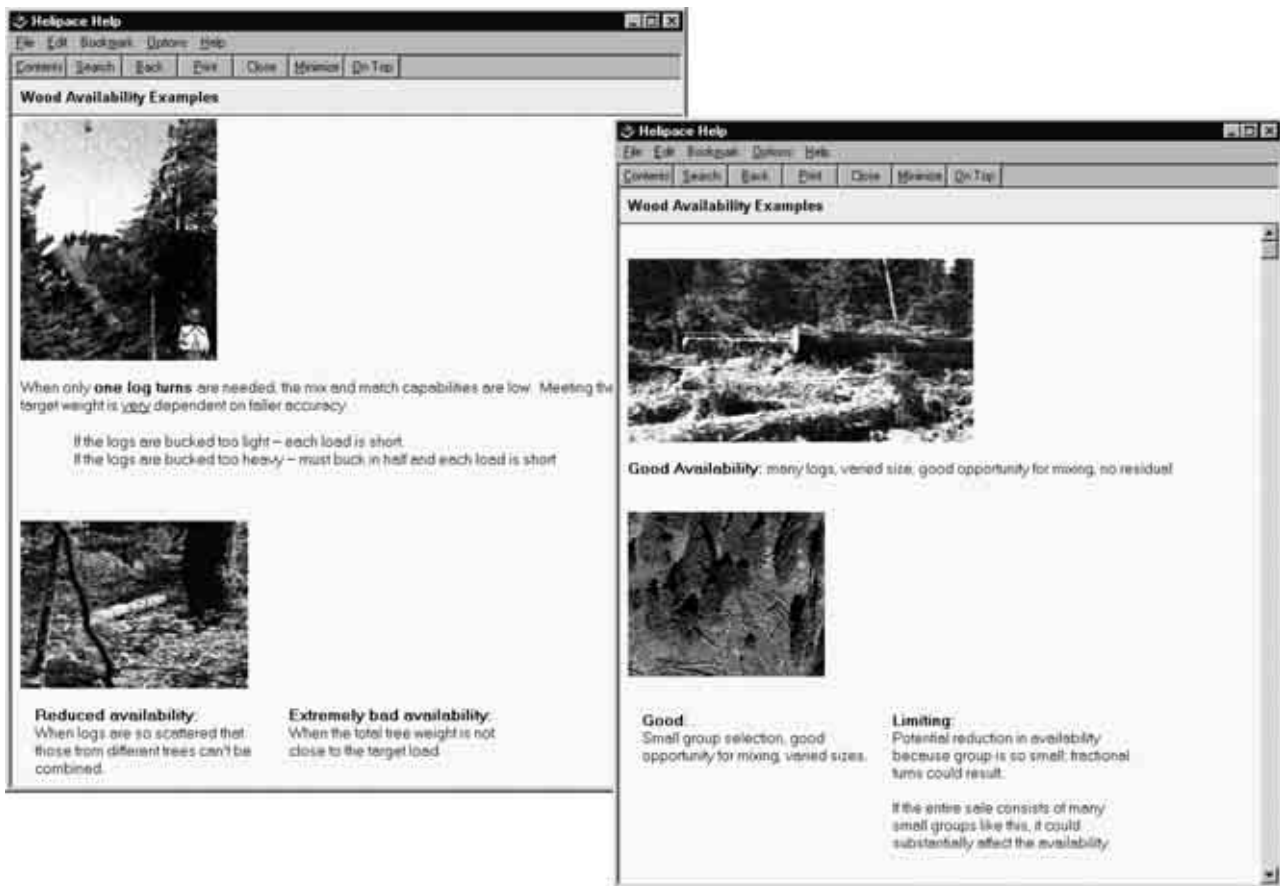 Helipace Help
File Edit Bookmark Options Help
Contents Search Back Print Close Minimize On Top
Wood Availability Examples
When only one log turns are needed, the mix and match capabilities are low. Meeting the
target weight is very dependent on faller accuracy
If the logs are bucked too light – each load is short
If the logs are bucked too heavy – must buck in half and each load is short
Reduced availability:
When logs are so scattered that
those from different trees can't be
combined.
Extremely bad availability:
When the total tree weight is not
close to the target load.
Helipace Help
File Edit Bookmark Options Help
Contents Search Back Print Close Minimize On Top
Wood Availability Examples
Good Availability: many logs, varied size, good opportunity for mixing, no residual
Good:
Small group selection, good
opportunity for mixing, varied sizes.
Limiting:
Potential reduction in availability
because group is so small; fractional
turns could result.
If the entire sale consists of many
small groups like this, it could
substantially affect the availability.